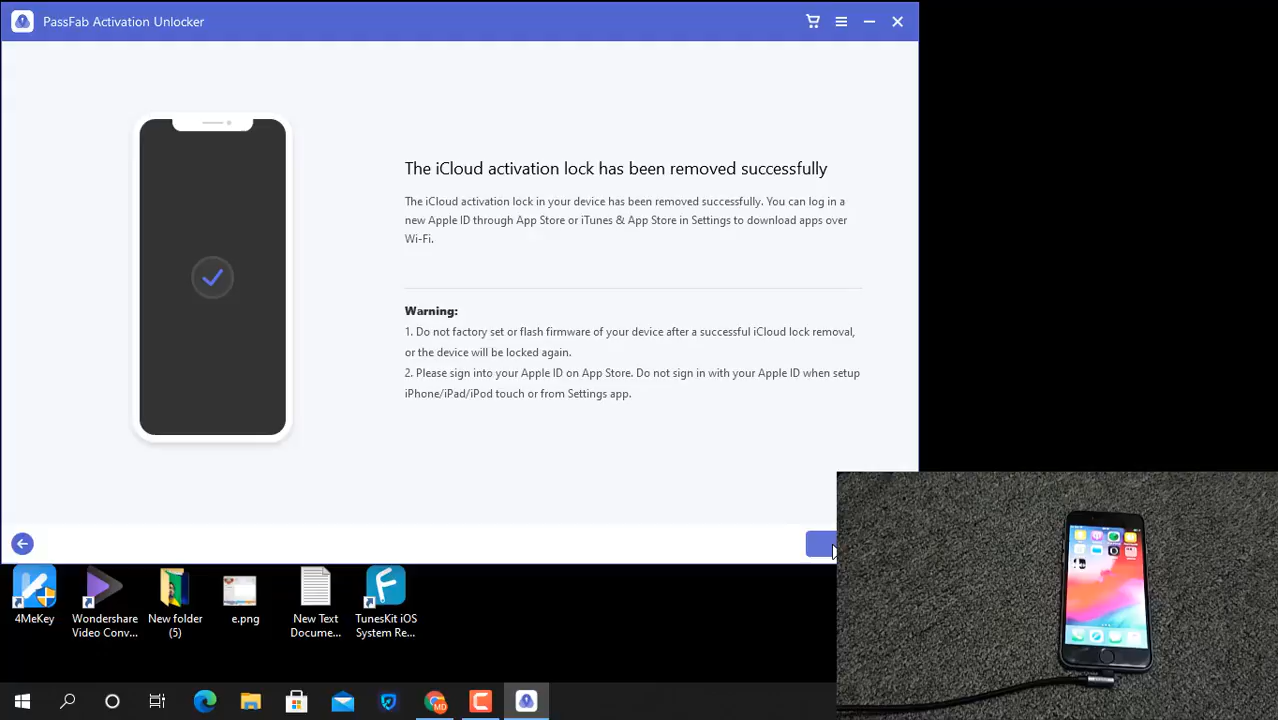 PassFab Activation Unlocker
The iCloud activation lock has been removed successfully
The iCloud activation lock in your device has been removed successfully. You can log in a
new Apple ID through App Store or iTunes & App Store in Settings to download apps over
Wi-Fi.
Warning:
1. Do not factory set or flash firmware of your device after a successful iCloud lock removal,
or the device will be locked again.
2. Please sign into your Apple ID on App Store. Do not sign in with your Apple ID when setup
iPhone/iPad/iPod touch or from Settings app.
4MeKey
Wondershare
Video Conv...
New folder
(5)
e.png
New Text
Docume...
TunesKit iOS
System Re...
MD